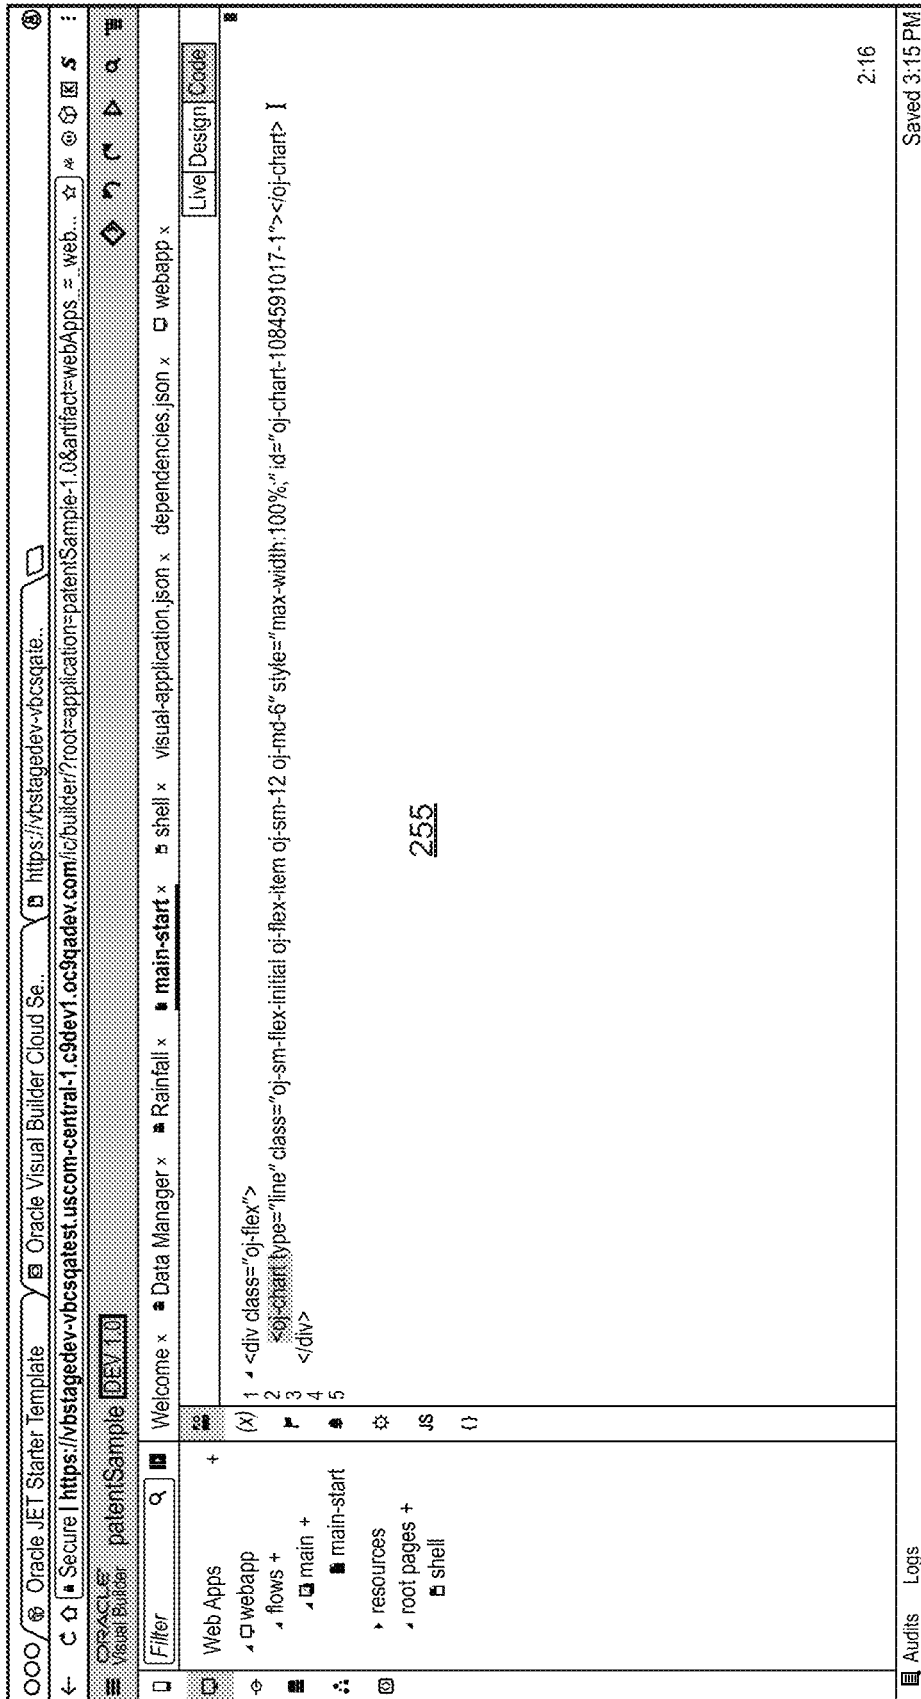 Oracle JET Starter Template Oracle Visual Builder Cloud Se.. https://vbstagedev-vbcsqate..
Secure | https://vbstagedev-vbcsqatest.uscom-central-1.c9dev1.oc9qadev.com/ic/builder/?root=application=patentSample-1.0&artifact=webApps_=_web...
ORACLE
Visual Builder patentSample DEV 1.0
Filter
Welcome x Data Manager x Rainfall x main-start x shell x visual-application.json x dependencies.json x webapp x
Live Design Code
Web Apps +
webapp
flows +
main +
main-start
resources
root pages +
shell
(x)
JS
{}
1 <div class="oj-flex">
2 <oj-chart type="line" class="oj-sm-flex-initial oj-flex-item oj-sm-12 oj-md-6" style="max-width:100%;" id="oj-chart-1084591017-1"></oj-chart>
3 </div>
4
5
255
2:16
Audits Logs Saved 3:15 PM